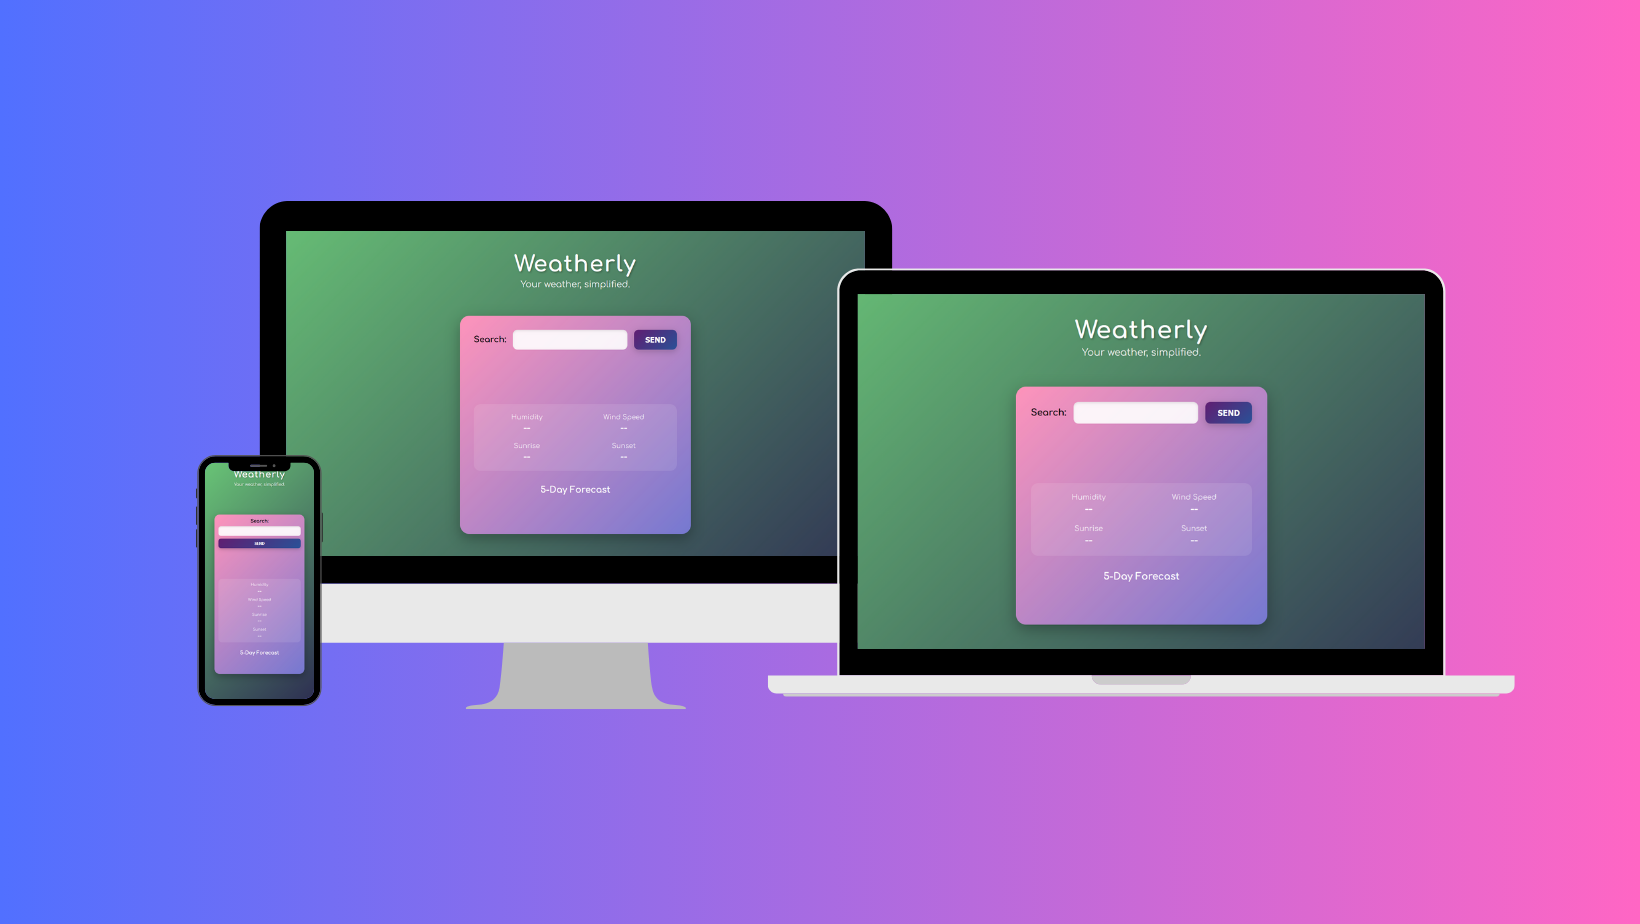 Weatherly
Your weather, simplified.
Search:
SEND
Humidity
Wind Speed
--
--
Sunrise
Sunset
--
--
5-Day Forecast
Weatherly
Your weather, simplified.
Search:
SEND
Humidity
Wind Speed
--
--
Sunrise
Sunset
--
--
5-Day Forecast
Weatherly
Your weather, simplified.
Search:
SEND
Humidity
--
Wind Speed
--
Sunrise
--
Sunset
--
5-Day Forecast